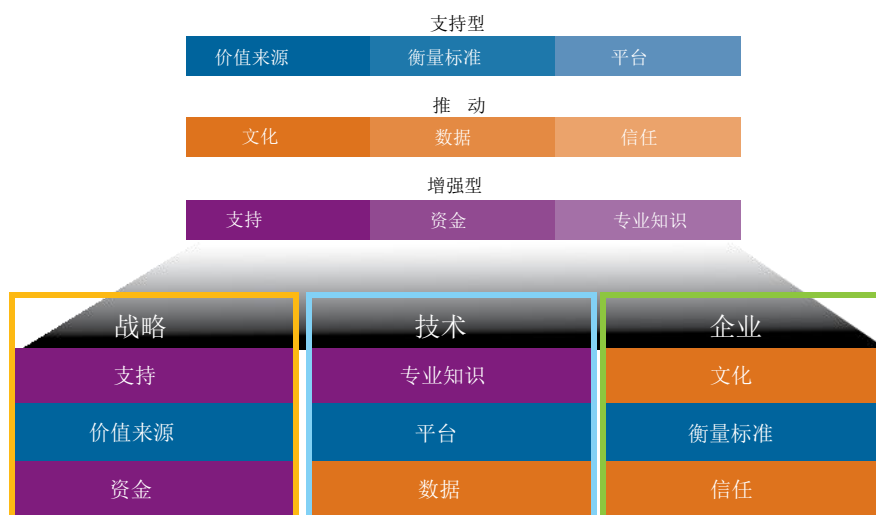 支持型
价值来源 衡量标准 平台
推 动
文化 数据 信任
增强型
支持 资金 专业知识
战略 技术 企业
支持 专业知识 文化
价值来源 平台 衡量标准
资金 数据 信任